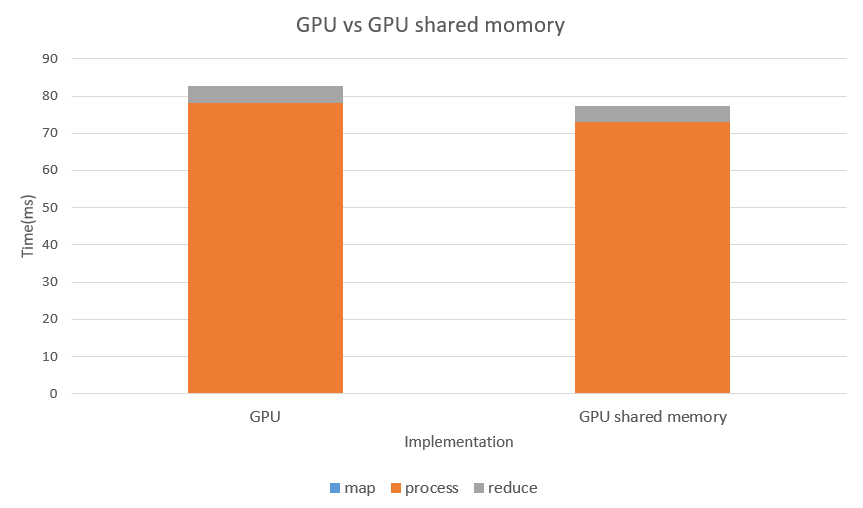 GPU vs GPU shared momory
90
80
70
60
50
40
30
20
10
0
Time(ms)
GPU
GPU shared memory
Implementation
map process reduce